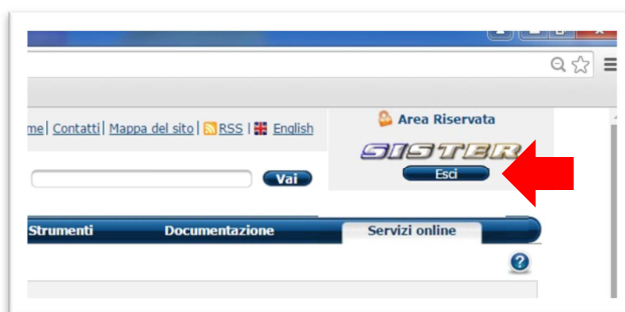 me| Contatti| Mappa del sito| RSS | English
Area Riservata
SISTER
Esci
Vai
Strumenti Documentazione Servizi online
?